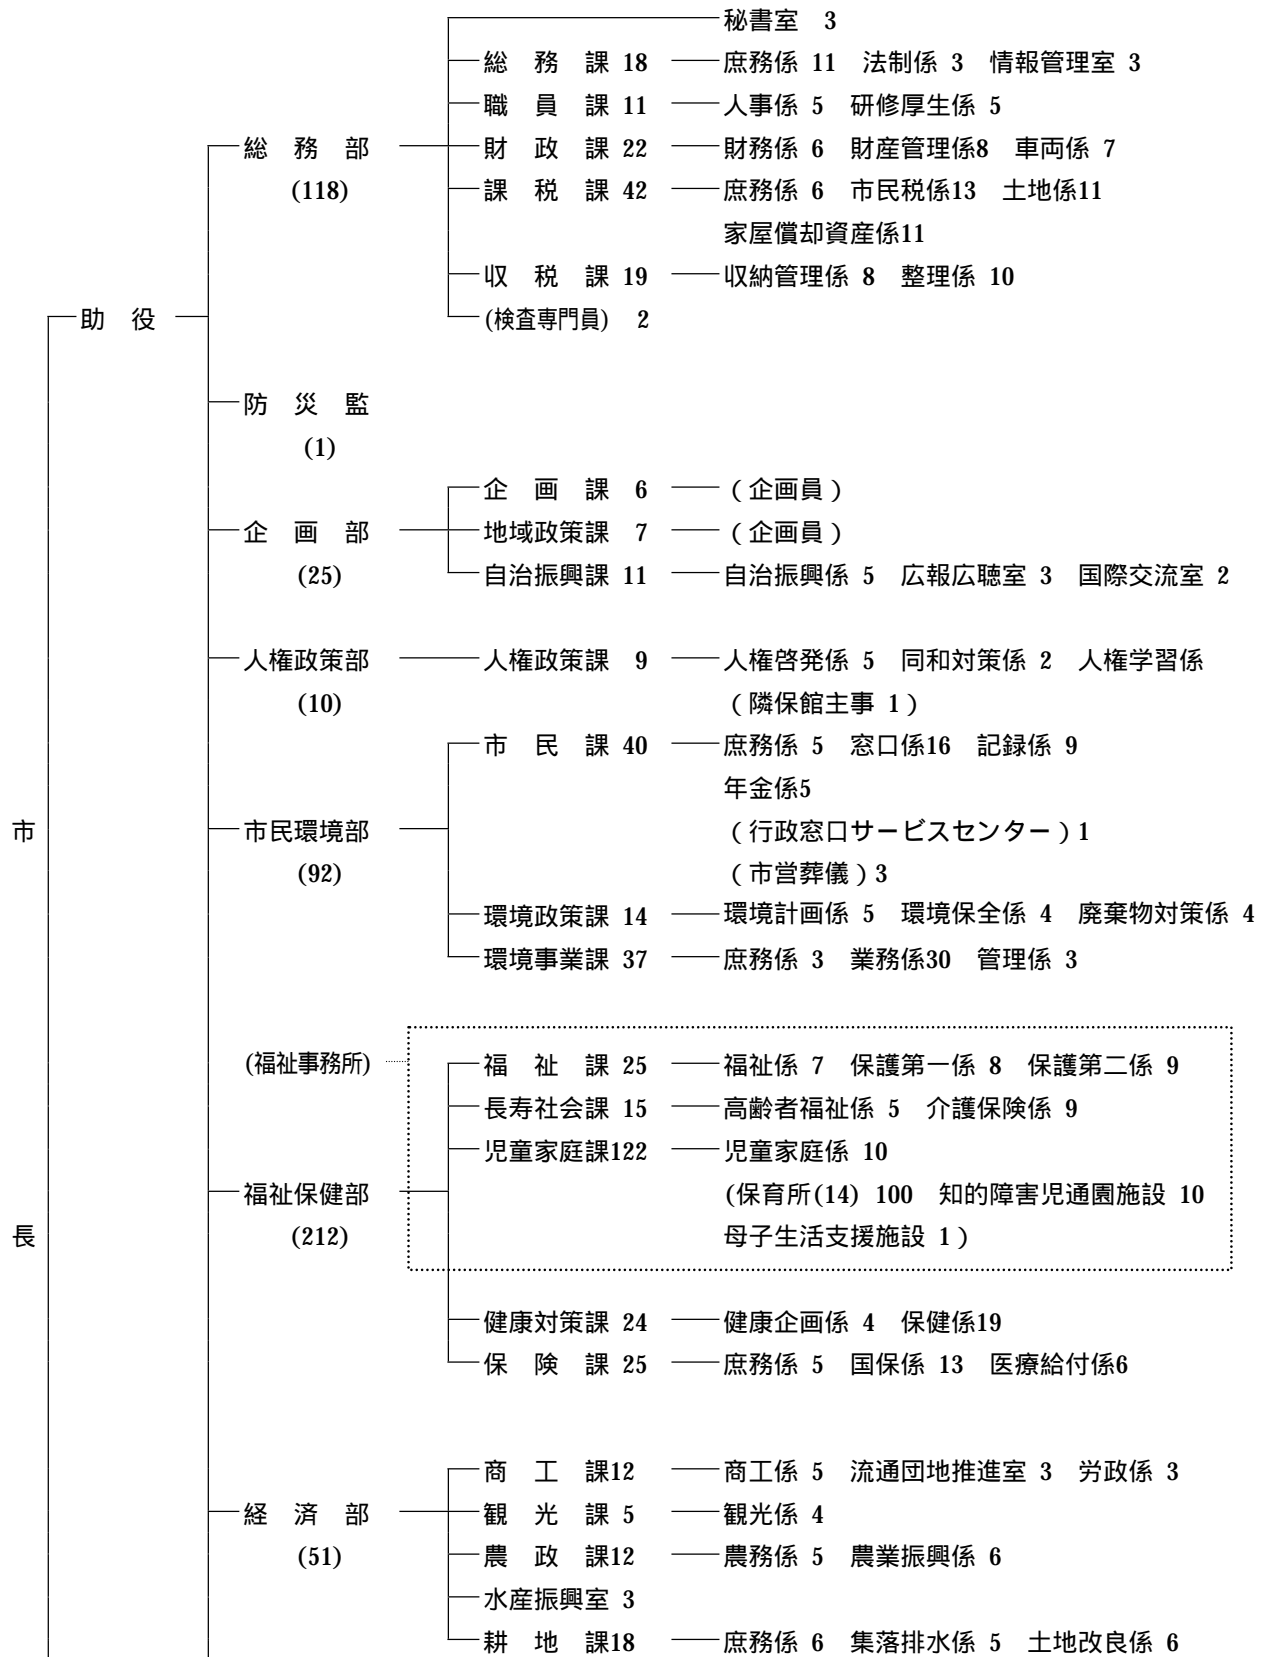 秘書室 3
総務課 18 庶務係 11 法制係 3 情報管理室 3
職員課 11 人事係 5 研修厚生係 5
総務部 財政課 22 財務係 6 財産管理係8 車両係 7
(118) 課税課 42 庶務係 6 市民税係13 土地係11
家屋償却資産係11
収税課 19 収納管理係 8 整理係 10
助役 (検査専門員) 2
防災監
(1)
企画課 6 (企画員)
企画部 地域政策課 7 (企画員)
(25) 自治振興課 11 自治振興係 5 広報広聴室 3 国際交流室 2
人権政策部 人権政策課 9 人権啓発係 5 同和対策係 2 人権学習係
(10) (隣保館主事 1)
市民課 40 庶務係 5 窓口係16 記録係 9
年金係5
市 市民環境部 (行政窓口サービスセンター)1
(92) (市営葬儀)3
環境政策課 14 環境計画係 5 環境保全係 4 廃棄物対策係 4
環境事業課 37 庶務係 3 業務係30 管理係 3
(福祉事務所) 福祉課 25 福祉係 7 保護第一係 8 保護第二係 9
長寿社会課 15 高齢者福祉係 5 介護保険係 9
児童家庭課122 児童家庭係 10
福祉保健部 (保育所(14) 100 知的障害児通園施設 10
長 (212) 母子生活支援施設 1)
健康対策課 24 健康企画係 4 保健係19
保険課 25 庶務係 5 国保係 13 医療給付係6
商工課12 商工係 5 流通団地推進室 3 労政係 3
経済部 観光課 5 観光係 4
(51) 農政課12 農務係 5 農業振興係 6
水産振興室 3
耕地課18 庶務係 6 集落排水係 5 土地改良係 6